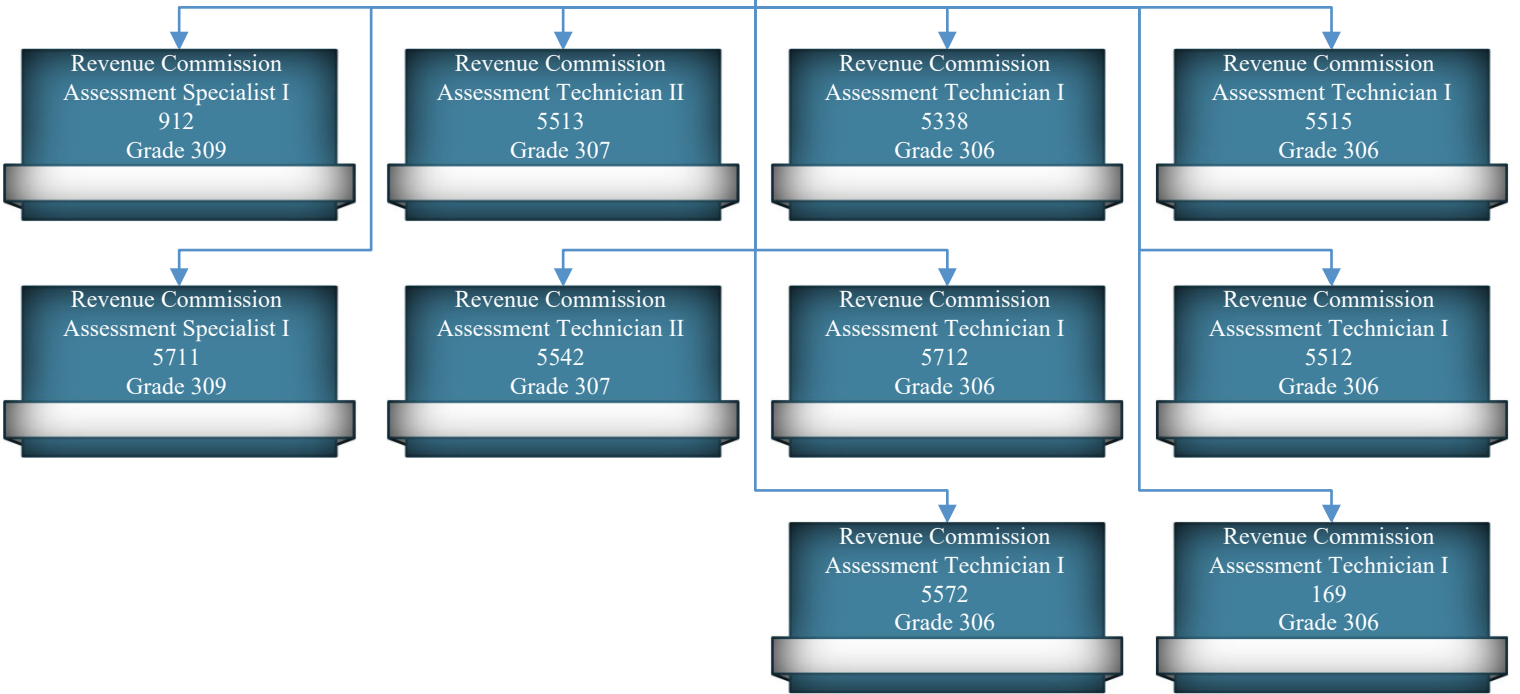 Revenue Commission
Assessment Specialist I
912
Grade 309
Revenue Commission
Assessment Technician II
5513
Grade 307
Revenue Commission
Assessment Technician I
5338
Grade 306
Revenue Commission
Assessment Technician I
5515
Grade 306
Revenue Commission
Assessment Specialist I
5711
Grade 309
Revenue Commission
Assessment Technician II
5542
Grade 307
Revenue Commission
Assessment Technician I
5712
Grade 306
Revenue Commission
Assessment Technician I
5512
Grade 306
Revenue Commission
Assessment Technician I
5572
Grade 306
Revenue Commission
Assessment Technician I
169
Grade 306